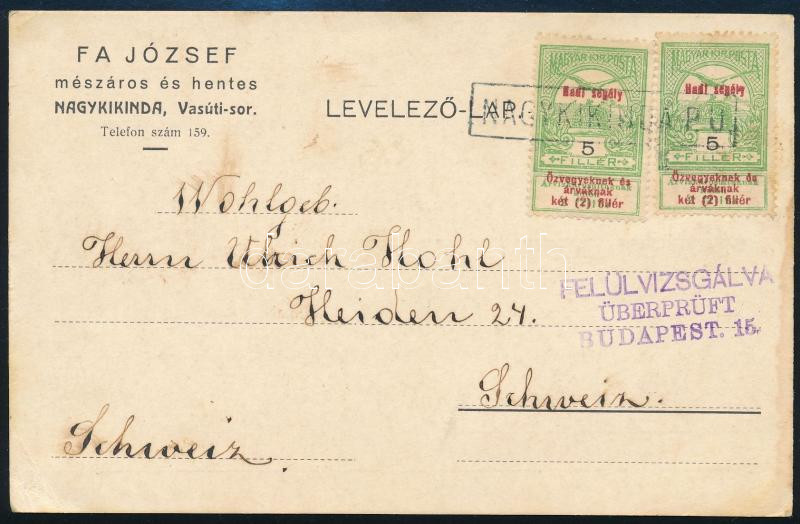 FA JÓZSEF
mészáros és hentes
NAGYKIKINDA, Vasúti-sor.
Telefon szám 159.
LEVELEZŐ-LAP.
NAGYKIKINDA P.U.
MAGYAR KIR. POSTA
Hadi segély
5
FILLÉR
Özvegyeknek és
árváknak
két (2) fillér
MAGYAR KIR. POSTA
Hadi segély
5
FILLÉR
Özvegyeknek és
árváknak
két (2) fillér
Wohlgeb.
Herrn Ulrich Kohl
Heiden 24.
Schweiz.
Schweiz.
FELÜLVIZSGÁLVA
ÜBERPRÜFT
BUDAPEST. 15.
darabanth